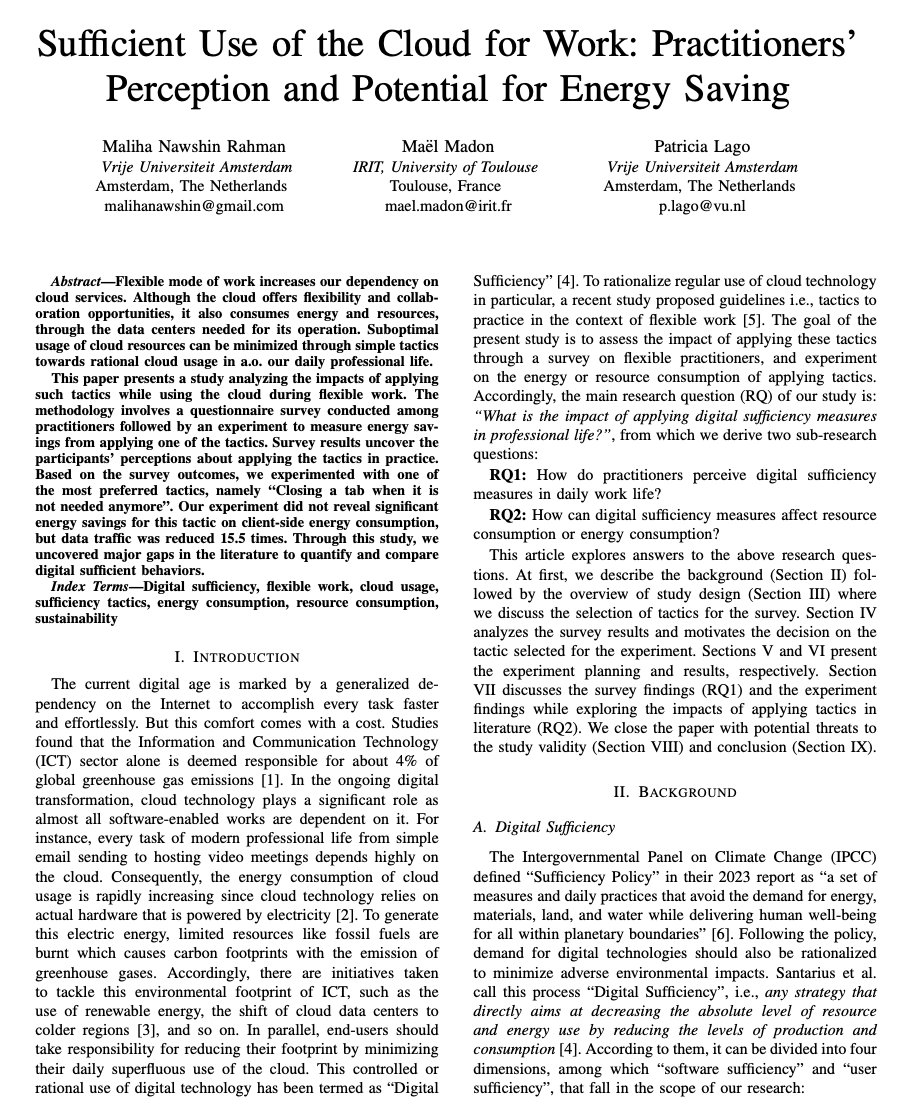 Sufficient Use of the Cloud for Work: Practitioners’
Perception and Potential for Energy Saving
Maliha Nawshin Rahman
Vrije Universiteit Amsterdam
Amsterdam, The Netherlands
malihanawshin@gmail.com
Maël Madon
IRIT, University of Toulouse
Toulouse, France
mael.madon@irit.fr
Patricia Lago
Vrije Universiteit Amsterdam
Amsterdam, The Netherlands
p.lago@vu.nl
Abstract—Flexible mode of work increases our dependency on
cloud services. Although the cloud offers flexibility and collab-
oration opportunities, it also consumes energy and resources,
through the data centers needed for its operation. Suboptimal
usage of cloud resources can be minimized through simple tactics
towards rational cloud usage in a.o. our daily professional life.
This paper presents a study analyzing the impacts of applying
such tactics while using the cloud during flexible work. The
methodology involves a questionnaire survey conducted among
practitioners followed by an experiment to measure energy sav-
ings from applying one of the tactics. Survey results uncover the
participants’ perceptions about applying the tactics in practice.
Based on the survey outcomes, we experimented with one of
the most preferred tactics, namely “Closing a tab when it is
not needed anymore”. Our experiment did not reveal significant
energy savings for this tactic on client-side energy consumption,
but data traffic was reduced 15.5 times. Through this study, we
uncovered major gaps in the literature to quantify and compare
digital sufficient behaviors.
Index Terms—Digital sufficiency, flexible work, cloud usage,
sufficiency tactics, energy consumption, resource consumption,
sustainability
I. INTRODUCTION
The current digital age is marked by a generalized de-
pendency on the Internet to accomplish every task faster
and effortlessly. But this comfort comes with a cost. Studies
found that the Information and Communication Technology
(ICT) sector alone is deemed responsible for about 4% of
global greenhouse gas emissions [1]. In the ongoing digital
transformation, cloud technology plays a significant role as
almost all software-enabled works are dependent on it. For
instance, every task of modern professional life from simple
email sending to hosting video meetings depends highly on
the cloud. Consequently, the energy consumption of cloud
usage is rapidly increasing since cloud technology relies on
actual hardware that is powered by electricity [2]. To generate
this electric energy, limited resources like fossil fuels are
burnt which causes carbon footprints with the emission of
greenhouse gases. Accordingly, there are initiatives taken
to tackle this environmental footprint of ICT, such as the
use of renewable energy, the shift of cloud data centers to
colder regions [3], and so on. In parallel, end-users should
take responsibility for reducing their footprint by minimizing
their daily superfluous use of the cloud. This controlled or
rational use of digital technology has been termed as “Digital
Sufficiency” [4]. To rationalize regular use of cloud technology
in particular, a recent study proposed guidelines i.e., tactics to
practice in the context of flexible work [5]. The goal of the
present study is to assess the impact of applying these tactics
through a survey on flexible practitioners, and experiment
on the energy or resource consumption of applying tactics.
Accordingly, the main research question (RQ) of our study is:
“What is the impact of applying digital sufficiency measures
in professional life?”, from which we derive two sub-research
questions:
RQ1: How do practitioners perceive digital sufficiency
measures in daily work life?
RQ2: How can digital sufficiency measures affect resource
consumption or energy consumption?
This article explores answers to the above research ques-
tions. At first, we describe the background (Section II) fol-
lowed by the overview of study design (Section III) where
we discuss the selection of tactics for the survey. Section IV
analyzes the survey results and motivates the decision on the
tactic selected for the experiment. Sections V and VI present
the experiment planning and results, respectively. Section
VII discusses the survey findings (RQ1) and the experiment
findings while exploring the impacts of applying tactics in
literature (RQ2). We close the paper with potential threats to
the study validity (Section VIII) and conclusion (Section IX).
II. BACKGROUND
A. Digital Sufficiency
The Intergovernmental Panel on Climate Change (IPCC)
defined “Sufficiency Policy” in their 2023 report as “a set of
measures and daily practices that avoid the demand for energy,
materials, land, and water while delivering human well-being
for all within planetary boundaries” [6]. Following the policy,
demand for digital technologies should also be rationalized
to minimize adverse environmental impacts. Santarius et al.
call this process “Digital Sufficiency”, i.e., any strategy that
directly aims at decreasing the absolute level of resource
and energy use by reducing the levels of production and
consumption [4]. According to them, it can be divided into four
dimensions, among which “software sufficiency” and “user
sufficiency”, that fall in the scope of our research: